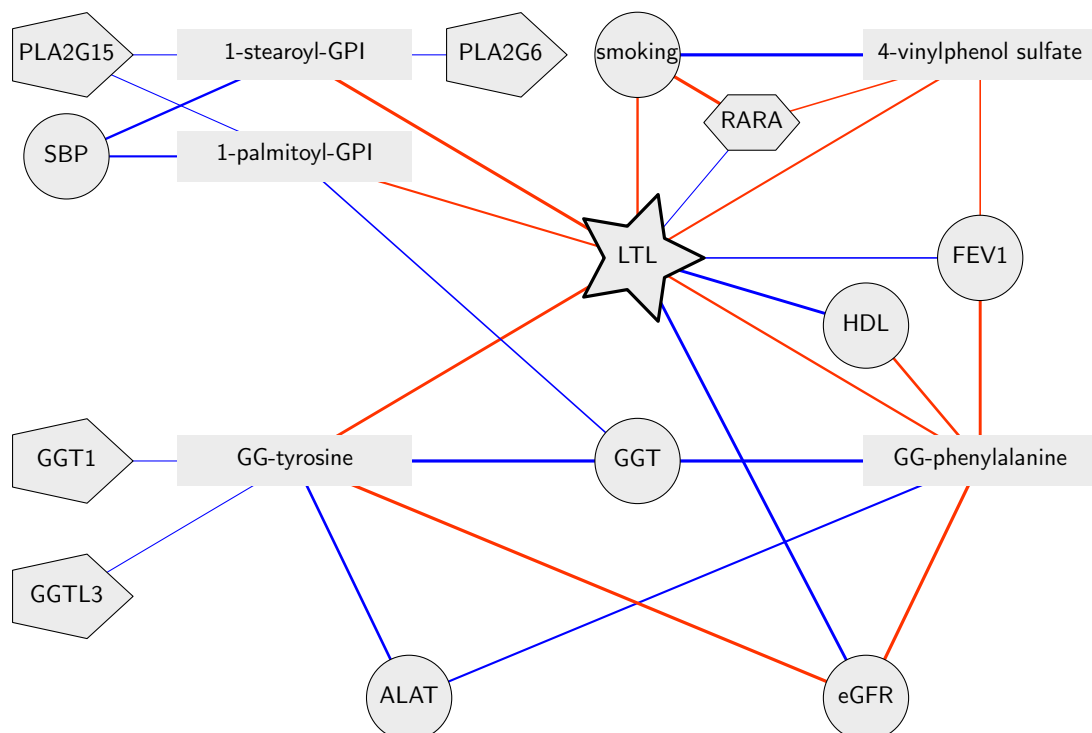 PLA2G15
1-stearoyl-GPI
PLA2G6
smoking
4-vinylphenol sulfate
RARA
SBP
1-palmitoyl-GPI
LTL
FEV1
HDL
GGT1
GG-tyrosine
GGT
GG-phenylalanine
GGTL3
ALAT
eGFR